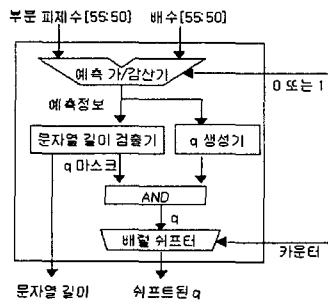 부문 피제수[55:50] 배수[55:50]
예측 가/감산기
0 또는 1
예측정보
문자열 길이 검출기
q 생성기
q 마스크
AND
q
배럴 쉬프터
카운터
문자열 길이 쉬프트된 q